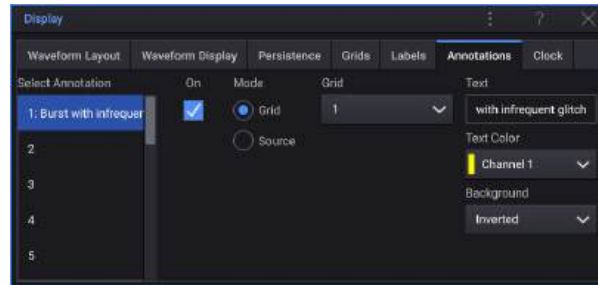 Display ? 
Waveform Layout Waveform Display Persistence Grids Labels Annotations Clock
Select Annotation On Mode Grid Text
1: Burst with infrequer Grid 1 with infrequent glitch
2 Source Text Color
Channel 1
3 Background
4 Inverted
5